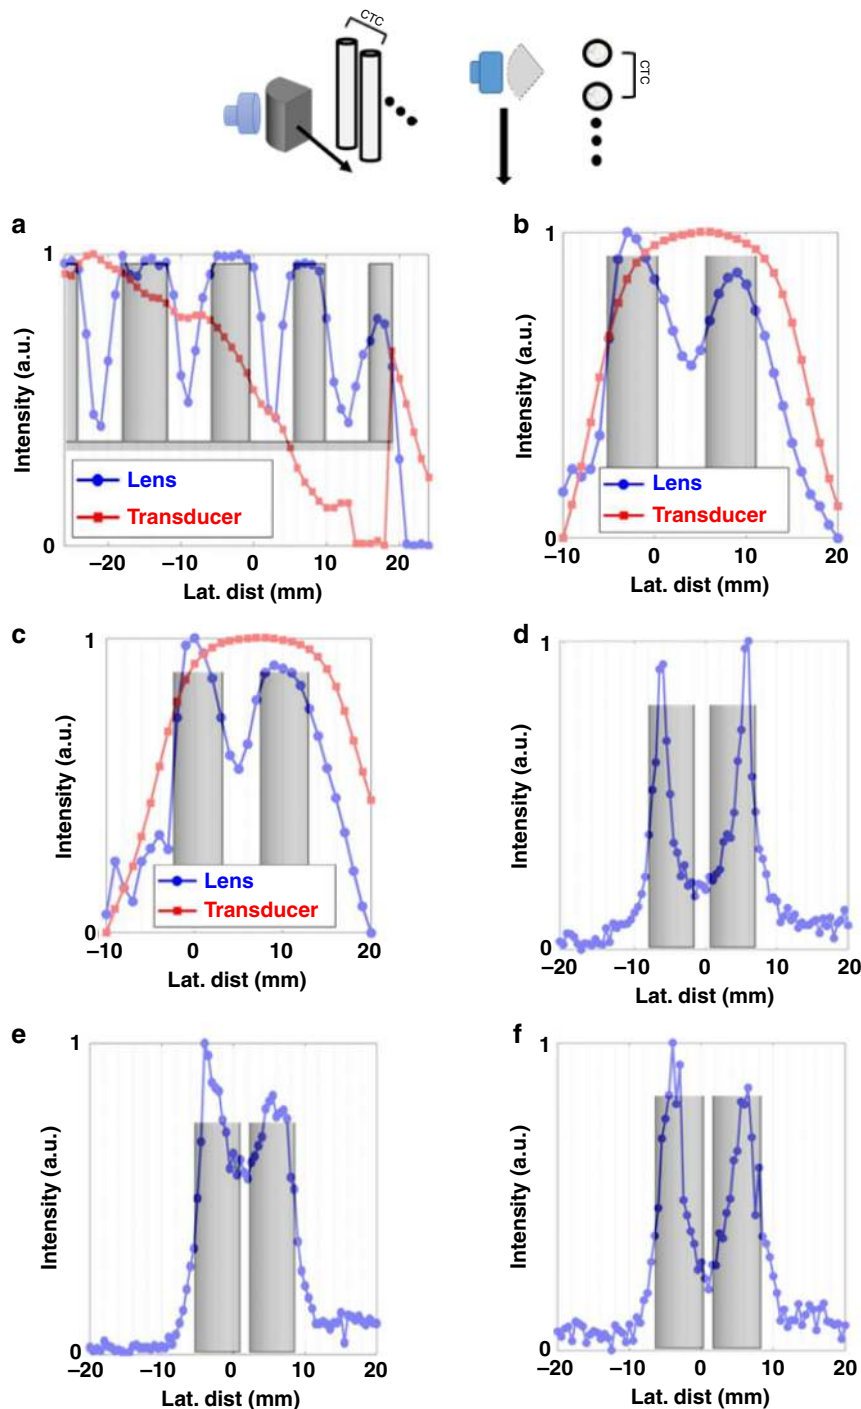 CTC
CTC
a
1
Intensity (a.u.)
Lens
Transducer
0
−20 −10 0 10 20
Lat. dist (mm)
b
1
Intensity (a.u.)
Lens
Transducer
0
−10 0 10 20
Lat. dist (mm)
c
1
Intensity (a.u.)
Lens
Transducer
0
−10 0 10 20
Lat. dist (mm)
d
1
Intensity (a.u.)
0
−20 −10 0 10 20
Lat. dist (mm)
e
1
Intensity (a.u.)
0
−20 −10 0 10 20
Lat. dist (mm)
f
1
Intensity (a.u.)
0
−20 −10 0 10 20
Lat. dist (mm)